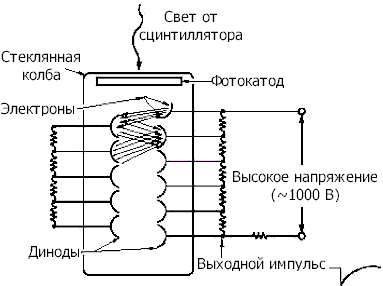 Свет от
сцинтиллятора
Стеклянная
колба
Фотокатод
Электроны
Высокое напряжение
(~1000 В)
Диноды
Выходной импульс